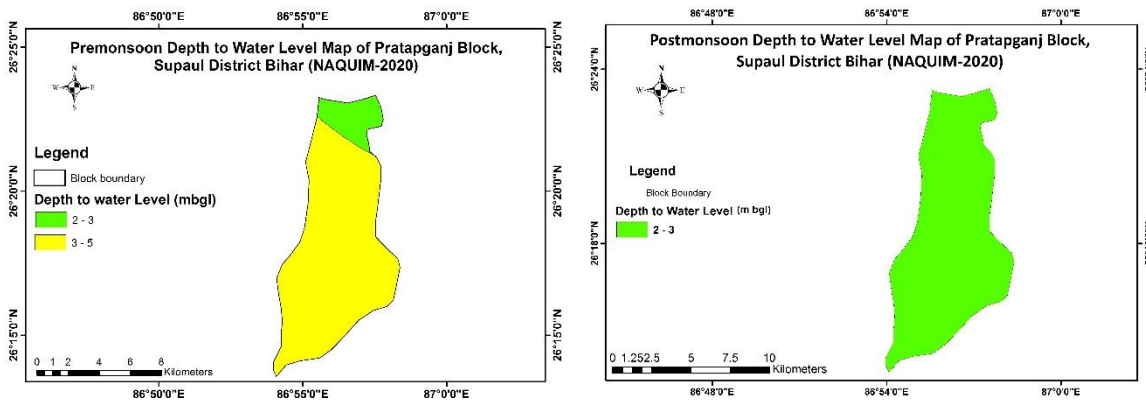 86°50'0"E
86°55'0"E
87°0'0"E
26°25'0"N
26°20'0"N
26°15'0"N
Premonsoon Depth to Water Level Map of Pratapganj Block,
Supaul District Bihar (NAQUIM-2020)
N
W E
S
Legend
Block boundary
Depth to water Level (mbgl)
2 - 3
3 - 5
0 1 2 4 6 8
Kilometers
26°25'0"N
26°20'0"N
26°15'0"N
86°50'0"E
86°55'0"E
87°0'0"E
86°48'0"E
86°54'0"E
87°0'0"E
26°24'0"N
26°18'0"N
Postmonsoon Depth to Water Level Map of Pratapganj Block,
Supaul District Bihar (NAQUIM-2020)
N
W E
S
Legend
Block Boundary
Depth to Water Level (m bgl)
2 - 3
0 1.252.5 5 7.5 10
Kilometers
86°48'0"E
86°54'0"E
87°0'0"E